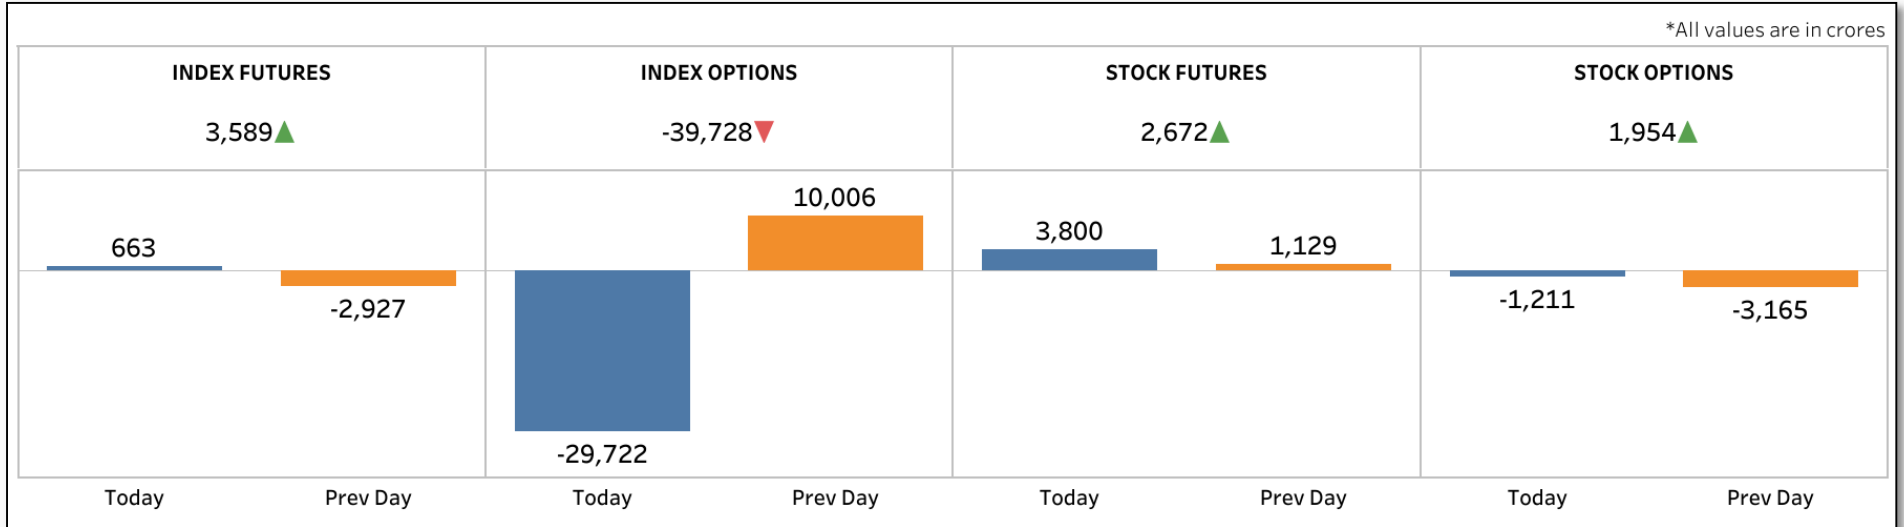 *All values are in crores
INDEX FUTURES
3,589▲
663
-2,927
Today Prev Day
INDEX OPTIONS
-39,728▼
10,006
-29,722
Today Prev Day
STOCK FUTURES
2,672▲
3,800
1,129
Today Prev Day
STOCK OPTIONS
1,954▲
-1,211
-3,165
Today Prev Day